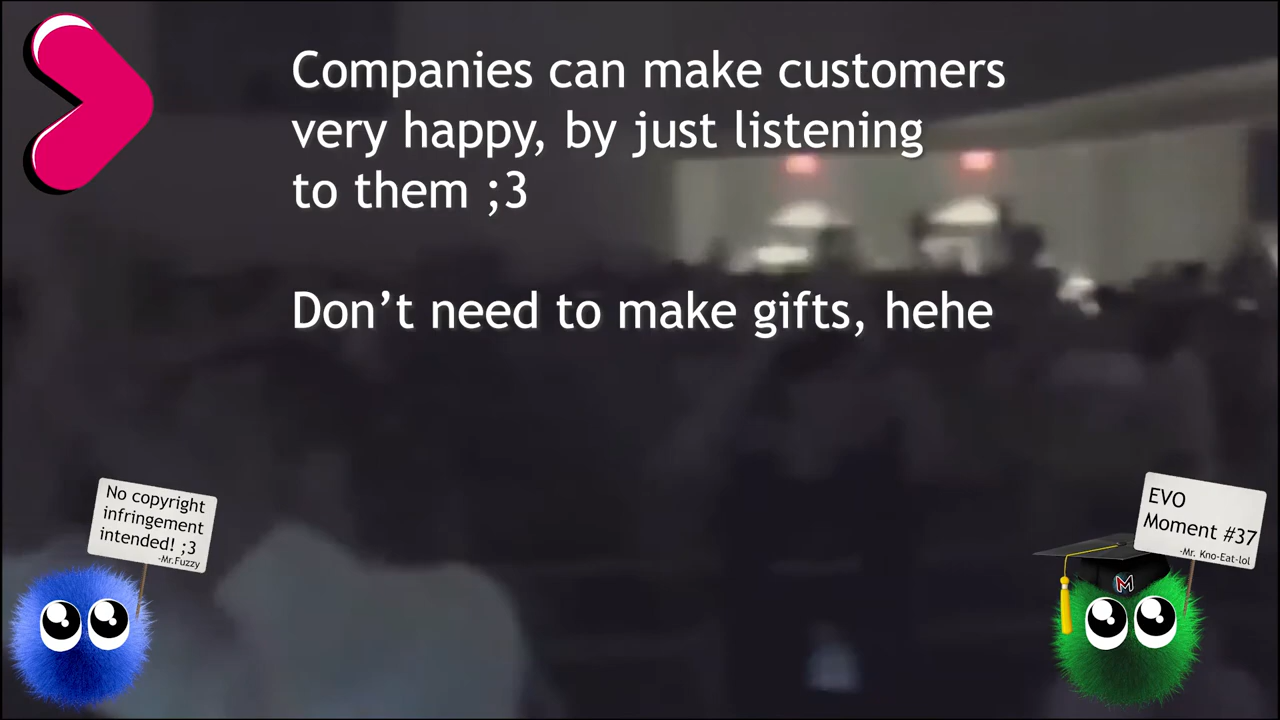 Companies can make customers
very happy, by just listening
to them ;3
Don't need to make gifts, hehe
No copyright
infringement
intended! ;3
-Mr.Fuzzy
EVO
Moment #37
-Mr. Kno-Eat-lol
M